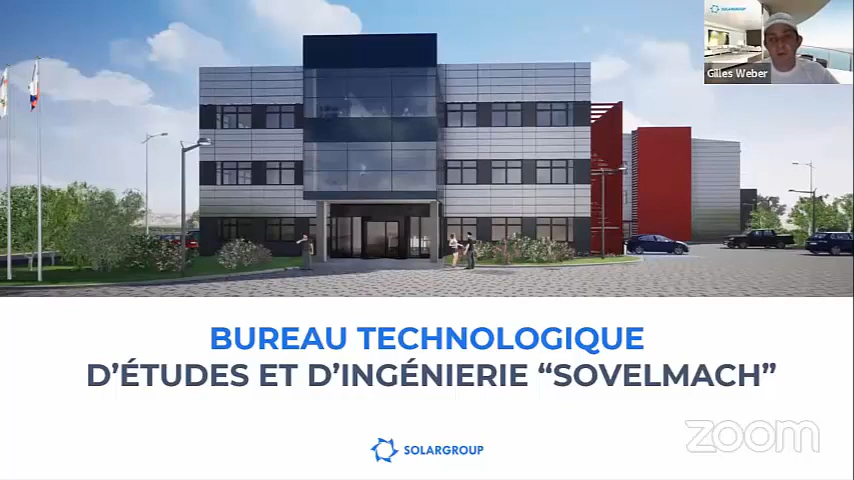 SOLARGROUP
Gilles Weber
BUREAU TECHNOLOGIQUE
D’ÉTUDES ET D’INGÉNIERIE “SOVELMACH”
SOLARGROUP
zoom